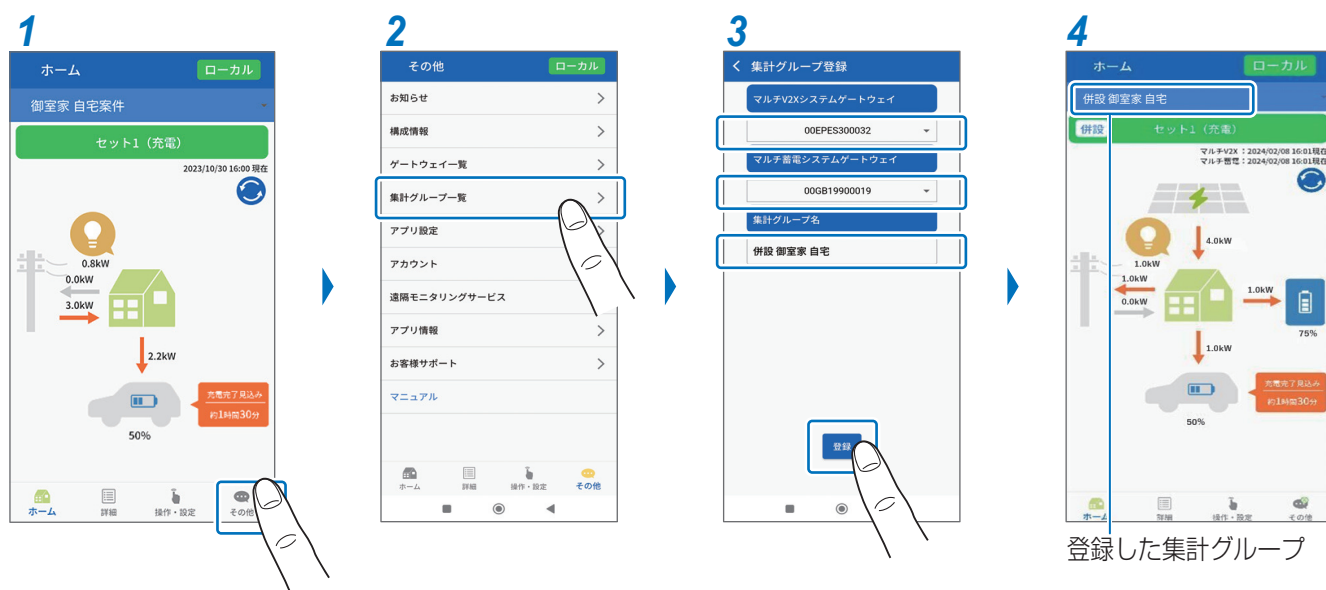 1
ホーム
ローカル
御室家 自宅案件
セット1（充電）
2023/10/30 16:00 現在
0.8kW
0.0kW
3.0kW
2.2kW
充電完了見込み
約1時間30分
50%
ホーム
詳細
操作・設定
その他
2
その他
ローカル
お知らせ
構成情報
ゲートウェイ一覧
集計グループ一覧
アプリ設定
アカウント
遠隔モニタリングサービス
アプリ情報
お客様サポート
マニュアル
ホーム
詳細
操作・設定
その他
3
集計グループ登録
マルチV2Xシステムゲートウェイ
00EPES300032
マルチ蓄電システムゲートウェイ
00GB19900019
集計グループ名
併設 御室家 自宅
登録
4
ホーム
ローカル
併設 御室家 自宅
併設
セット1（充電）
マルチV2X ：2024/02/08 16:01現在
マルチ蓄電：2024/02/08 16:01現在
4.0kW
1.0kW
1.0kW
0.0kW
1.0kW
75%
1.0kW
充電完了見込み
約1時間30分
50%
ホーム
詳細
操作・設定
その他
登録した集計グループ